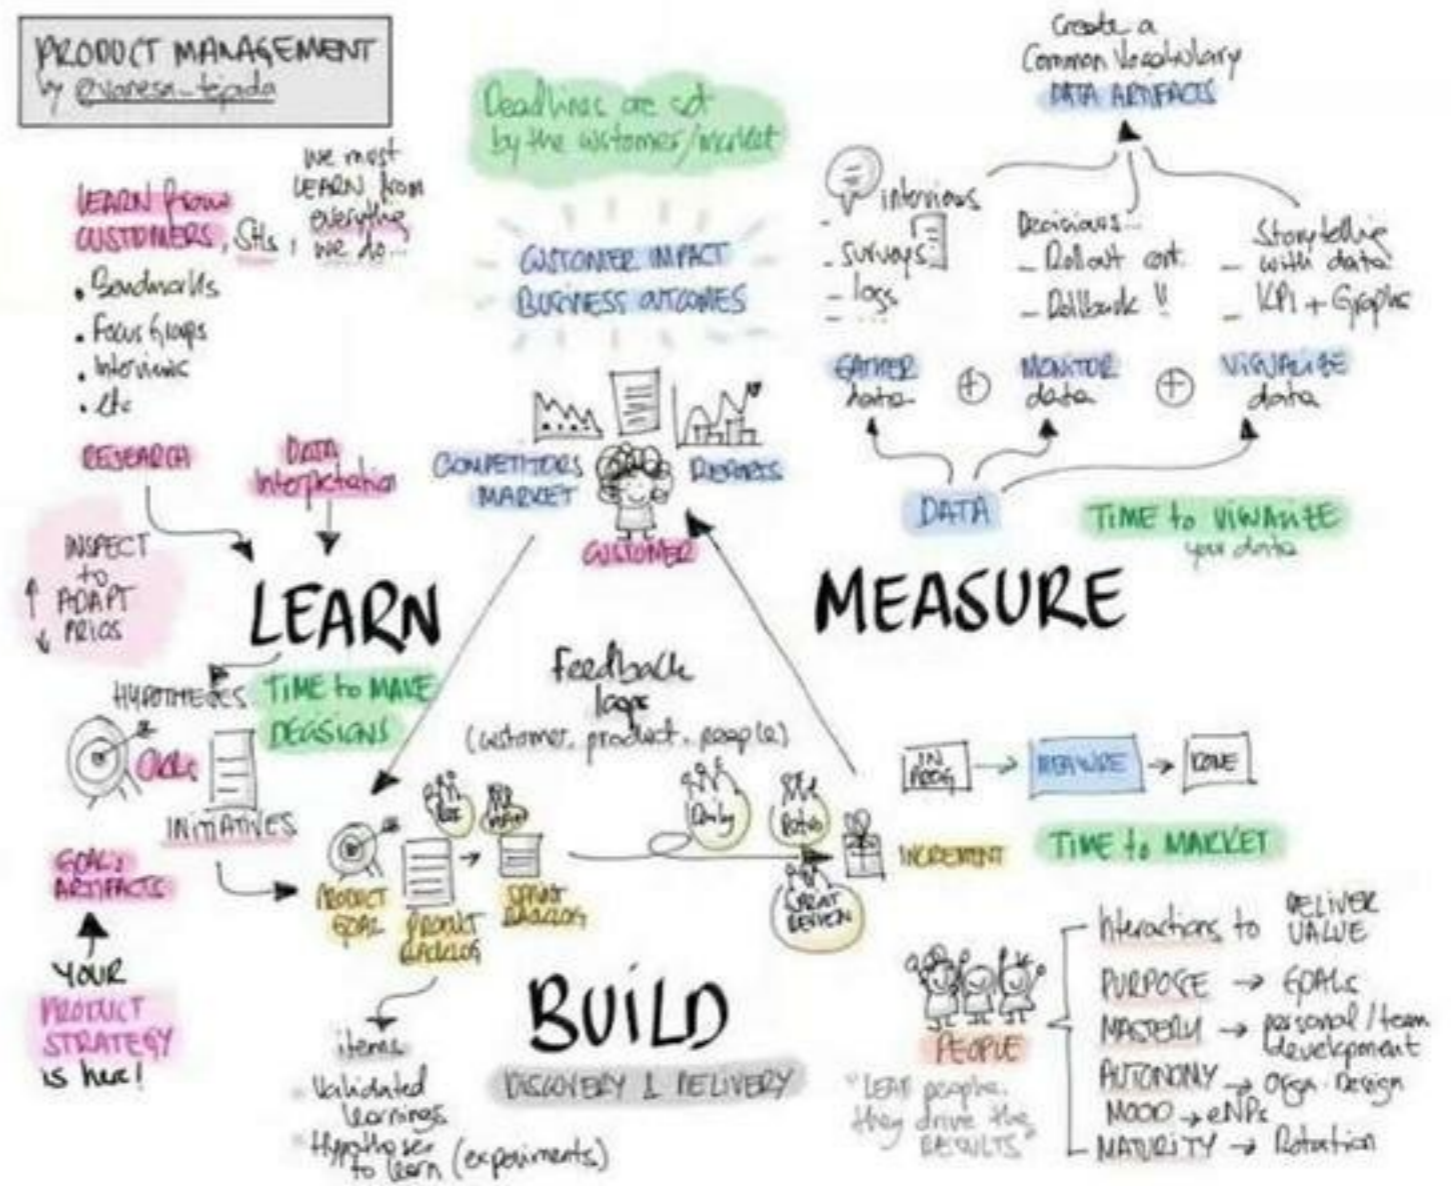 PRODUCT MANAGEMENT
by @vanesa_tejada
LEARN from
CUSTOMERS, SHs,
we must
LEARN from
everything
we do...
• Bendmarks
• Focus Groups
• Interviews
• etc
RESEARCH
DATA
Interpretation
INSPECT
to
ADAPT
PRIOS
LEARN
HYPOTHESES
TIME to MAKE
DECISIONS
OKRs
INITIATIVES
GOALS
ARTIFACTS
YOUR
PRODUCT
STRATEGY
is here!
Deadlines are set
by the customer/market
CUSTOMER IMPACT
BUSINESS OUTCOMES
COMPETITORS
MARKET
REPORTS
CUSTOMER
Feedback
loops
(customer, product, people)
Create a
Common Vocabulary
DATA ARTIFACTS
interviews
- surveys
- logs
- ...
Decisions...
- Rollout
- Rollback !!
Storytelling
- with data
- KPI + Graphs
GATHER
data
+
MONITOR
data
+
VISUALIZE
data
DATA
TIME to VISUALIZE
your data
MEASURE
IN
PROG
MEASURE
DONE
TIME to MARKET
INCREMENT
Daily
Retro
SPRINT
REVIEW
PRODUCT
GOAL
PRODUCT
BACKLOG
SPRINT
BACKLOG
BUILD
DISCOVERY & DELIVERY
items
Validated
learnings
Hypotheses
to learn (experiments)
PEOPLE
"LEAD people.
they drive the
RESULTS"
Interactions to DELIVER
VALUE
PURPOSE → GOALS
MASTERY → personal/team
development
AUTONOMY → Orga. Design
MOOD → eNPS
MATURITY → Rotation